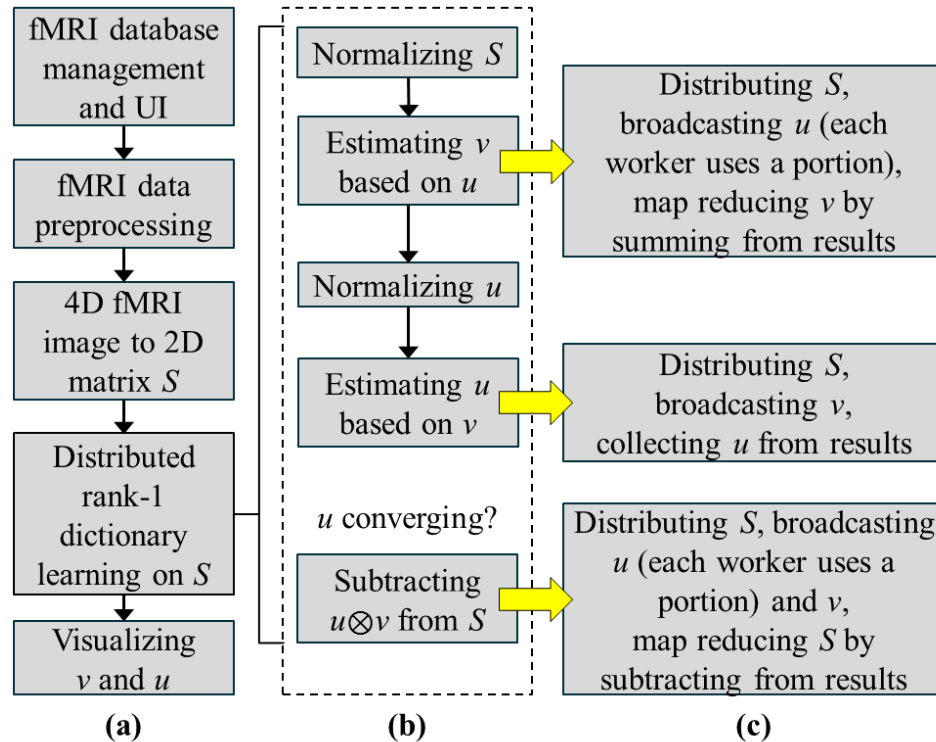 fMRI database
management
and UI
fMRI data
preprocessing
4D fMRI
image to 2D
matrix S
Distributed
rank-1
dictionary
learning on S
Visualizing
v and u
(a)
Normalizing S
Estimating v
based on u
Normalizing u
Estimating u
based on v
u converging?
Subtracting
u⊗v from S
(b)
Distributing S,
broadcasting u (each
worker uses a portion),
map reducing v by
summing from results
Distributing S,
broadcasting v,
collecting u from results
Distributing S, broadcasting
u (each worker uses a
portion) and v,
map reducing S by
subtracting from results
(c)